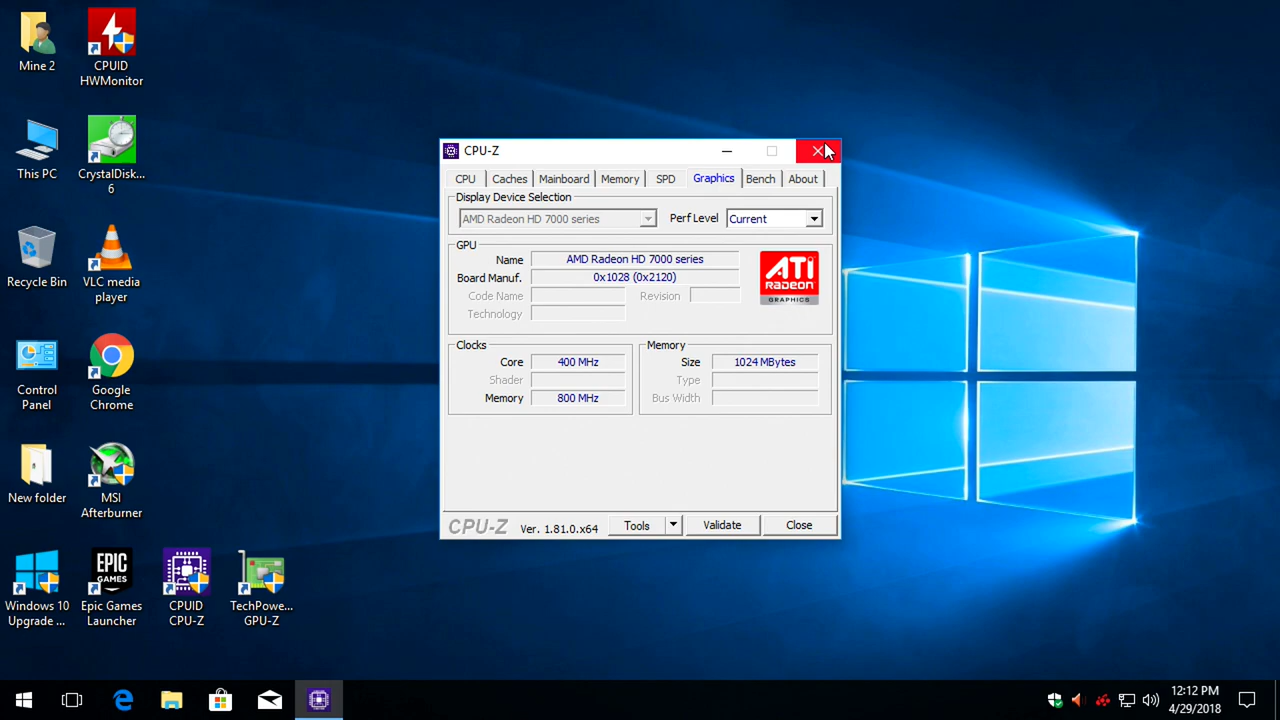 Mine 2
CPUID
HWMonitor
This PC
CrystalDisk...
6
Recycle Bin
VLC media
player
Control
Panel
Google
Chrome
New folder
MSI
Afterburner
Windows 10
Upgrade ...
EPIC
GAMES
Epic Games
Launcher
CPUID
CPU-Z
TechPowe...
GPU-Z
CPU-Z
CPU
Caches
Mainboard
Memory
SPD
Graphics
Bench
About
Display Device Selection
AMD Radeon HD 7000 series
Perf Level
Current
GPU
Name
AMD Radeon HD 7000 series
Board Manuf.
0x1028 (0x2120)
Code Name
Revision
Technology
ATI
RADEON
GRAPHICS
Clocks
Core
400 MHz
Shader
Memory
800 MHz
Memory
Size
1024 MBytes
Type
Bus Width
CPU-Z
Ver. 1.81.0.x64
Tools
Validate
Close
12:12 PM
4/29/2018